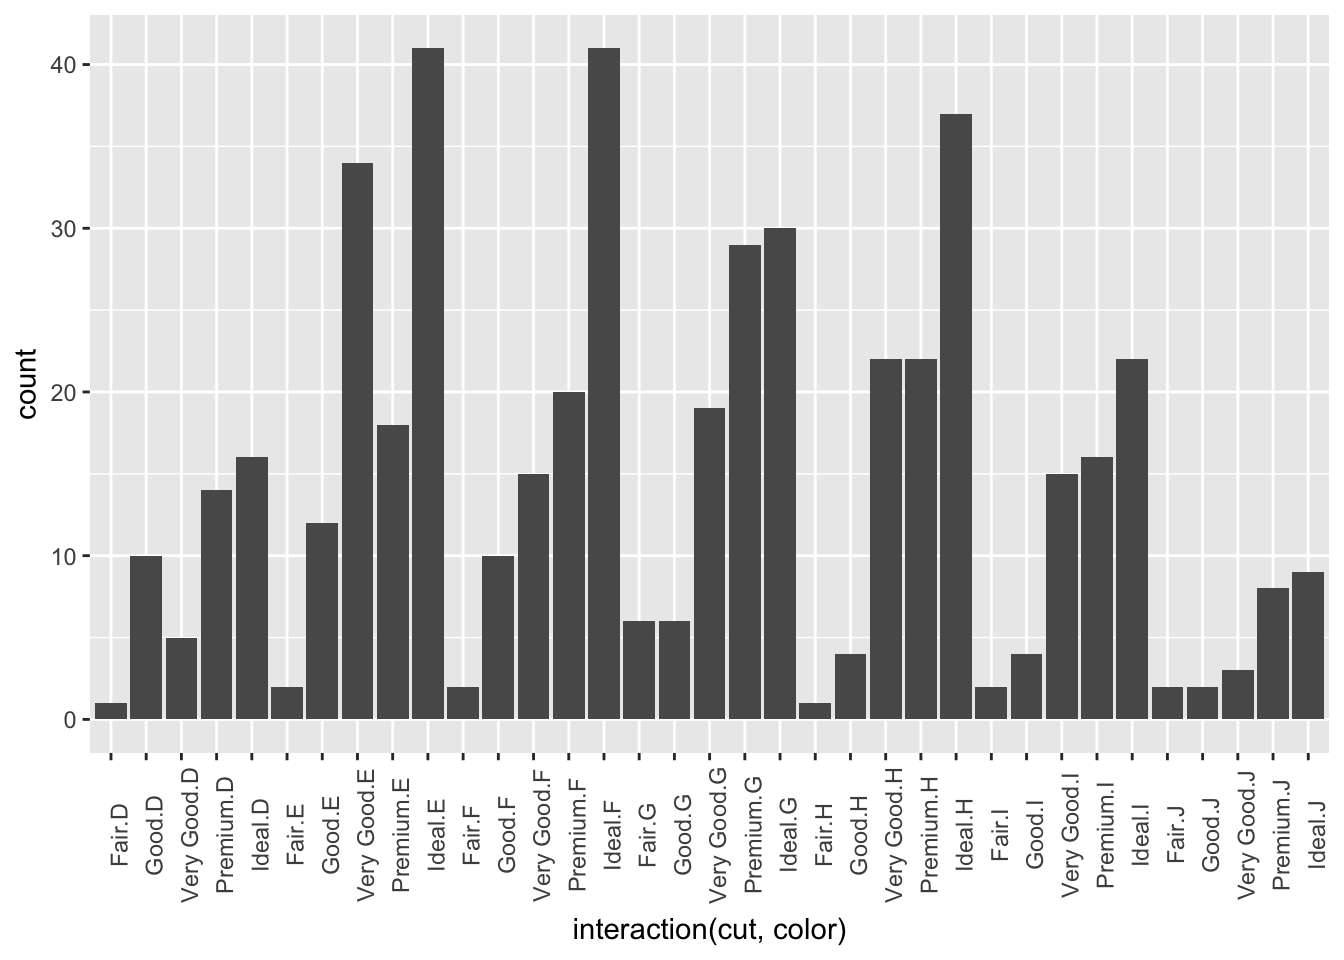 40
30
20
10
0
count
Fair.D
Good.D
Very Good.D
Premium.D
Ideal.D
Fair.E
Good.E
Very Good.E
Premium.E
Ideal.E
Fair.F
Good.F
Very Good.F
Premium.F
Ideal.F
Fair.G
Good.G
Very Good.G
Premium.G
Ideal.G
Fair.H
Good.H
Very Good.H
Premium.H
Ideal.H
Fair.I
Good.I
Very Good.I
Premium.I
Ideal.I
Fair.J
Good.J
Very Good.J
Premium.J
Ideal.J
interaction(cut, color)